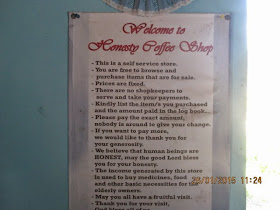 Welcome to
Honesty Coffee Shop
- This is a self service store.
- You are free to browse and
purchase items that are for sale.
- Prices are fixed.
- There are no shopkeepers to
serve and take your payments.
- Kindly list the item/s you purchased
and the amount paid in the log book.
- Please pay the exact amount,
nobody is around to give your change.
- If you want to pay more,
we would like to thank you for
your generosity.
- We believe that human beings are
HONEST, may the good Lord bless
you for your honesty.
- The income generated by this store
is used to buy medicines, food
and other basic necessities for the
elderly owners.
- May you all have a fruitful visit.
- Thank you for your visit,
God bless
2015 11:24